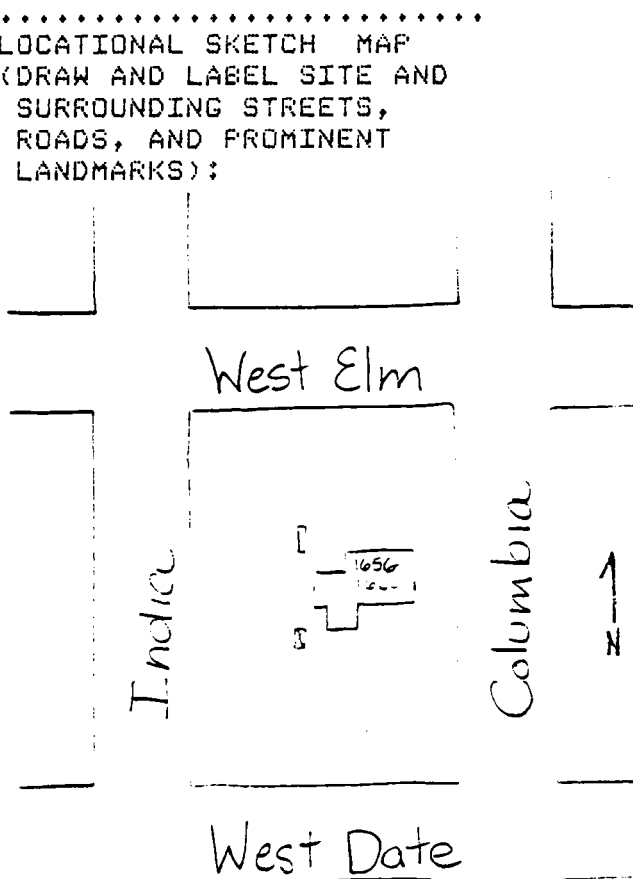 LOCATIONAL SKETCH MAP
(DRAW AND LABEL SITE AND
SURROUNDING STREETS,
ROADS, AND PROMINENT
LANDMARKS):
West Elm
India
Columbia
1656
N
West Date